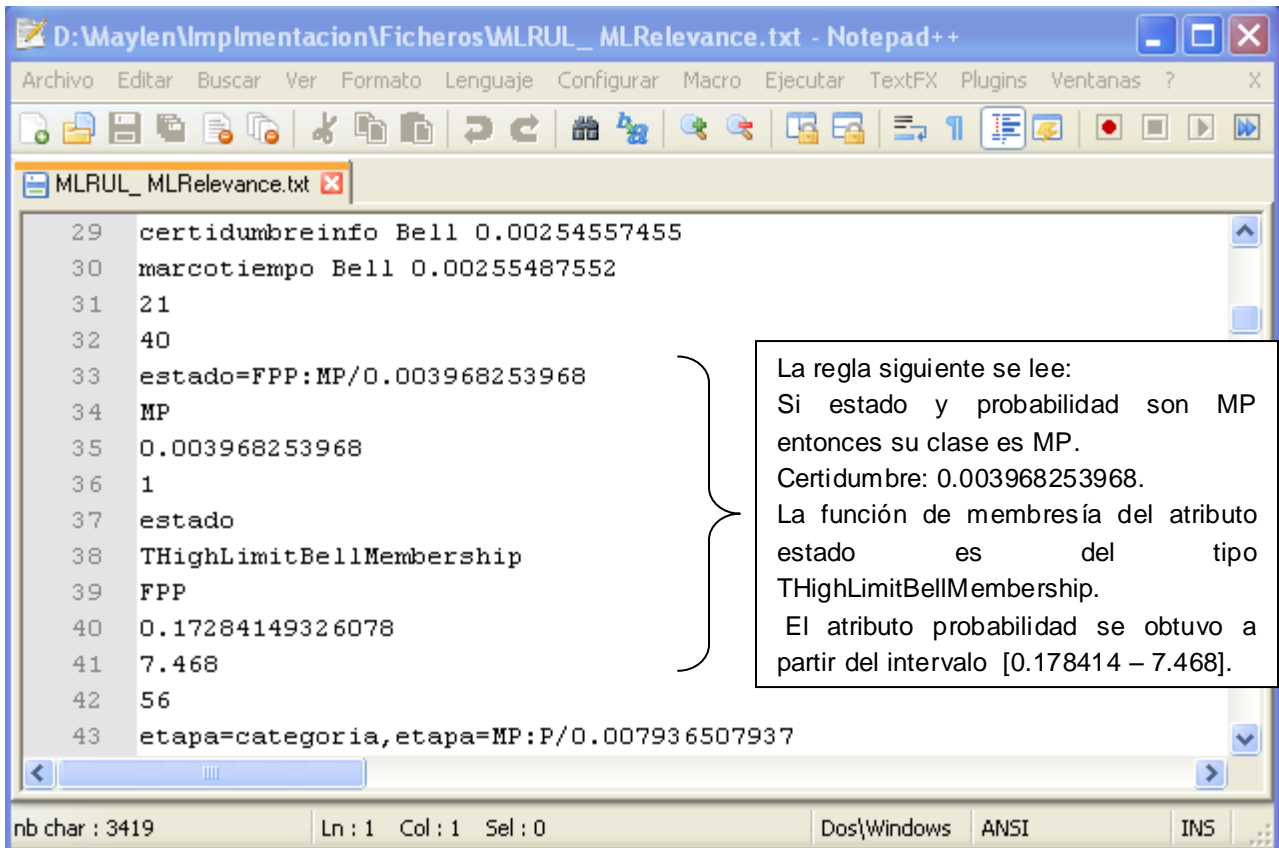 D:\Maylen\Implmentacion\Ficheros\MLRUL_ MLRelevance.txt - Notepad++
Archivo Editar Buscar Ver Formato Lenguaje Configurar Macro Ejecutar TextFX Plugins Ventanas ? X
MLRUL_ MLRelevance.txt
29 certidumbreinfo Bell 0.00254557455
30 marcotiempo Bell 0.00255487552
31 21
32 40
33 estado=FPP:MP/0.003968253968
34 MP
35 0.003968253968
36 1
37 estado
38 THighLimitBellMembership
39 FPP
40 0.17284149326078
41 7.468
42 56
43 etapa=categoria,etapa=MP:P/0.007936507937
La regla siguiente se lee:
Si estado y probabilidad son MP
entonces su clase es MP.
Certidumbre: 0.003968253968.
La función de membresía del atributo
estado es del tipo
THighLimitBellMembership.
El atributo probabilidad se obtuvo a
partir del intervalo [0.178414 – 7.468].
nb char : 3419 Ln : 1 Col : 1 Sel : 0 Dos\Windows ANSI INS